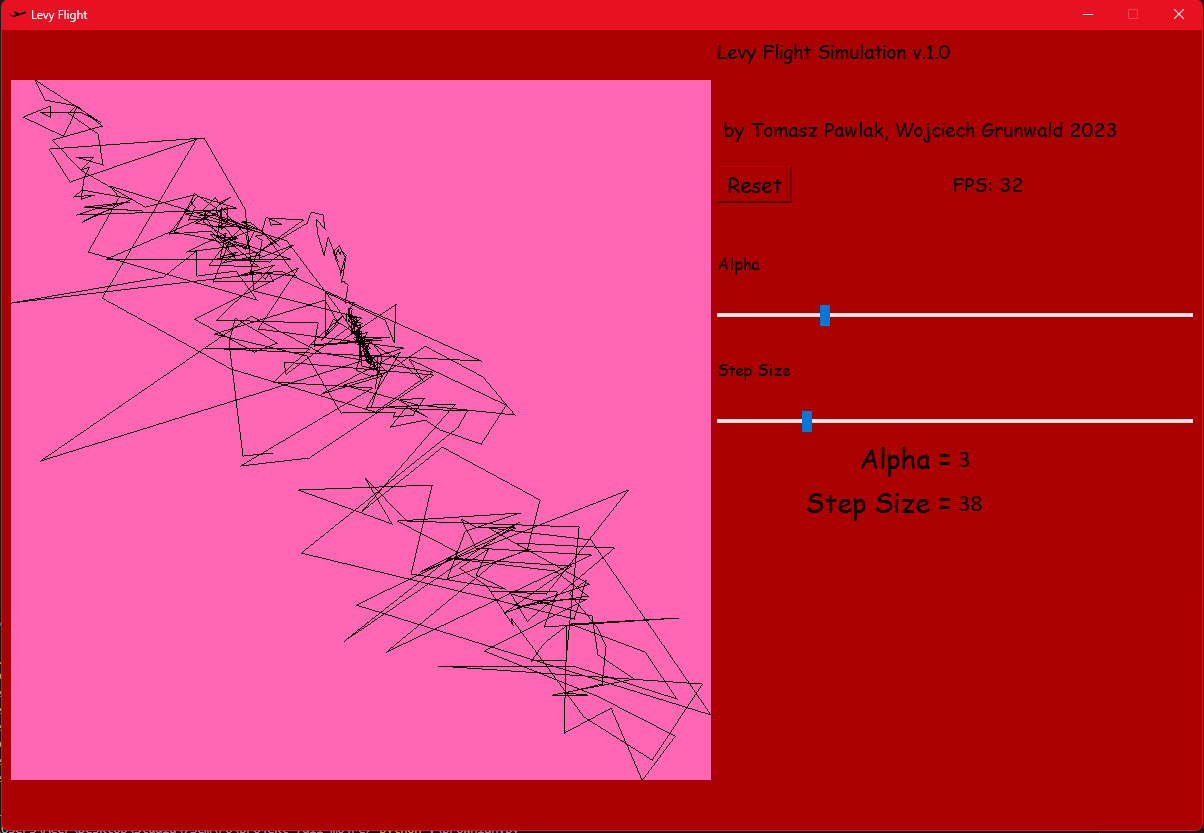 Levy Flight
Levy Flight Simulation v.1.0
by Tomasz Pawlak, Wojciech Grunwald 2023
Reset
FPS: 32
Alpha
Step Size
Alpha = 3
Step Size = 38